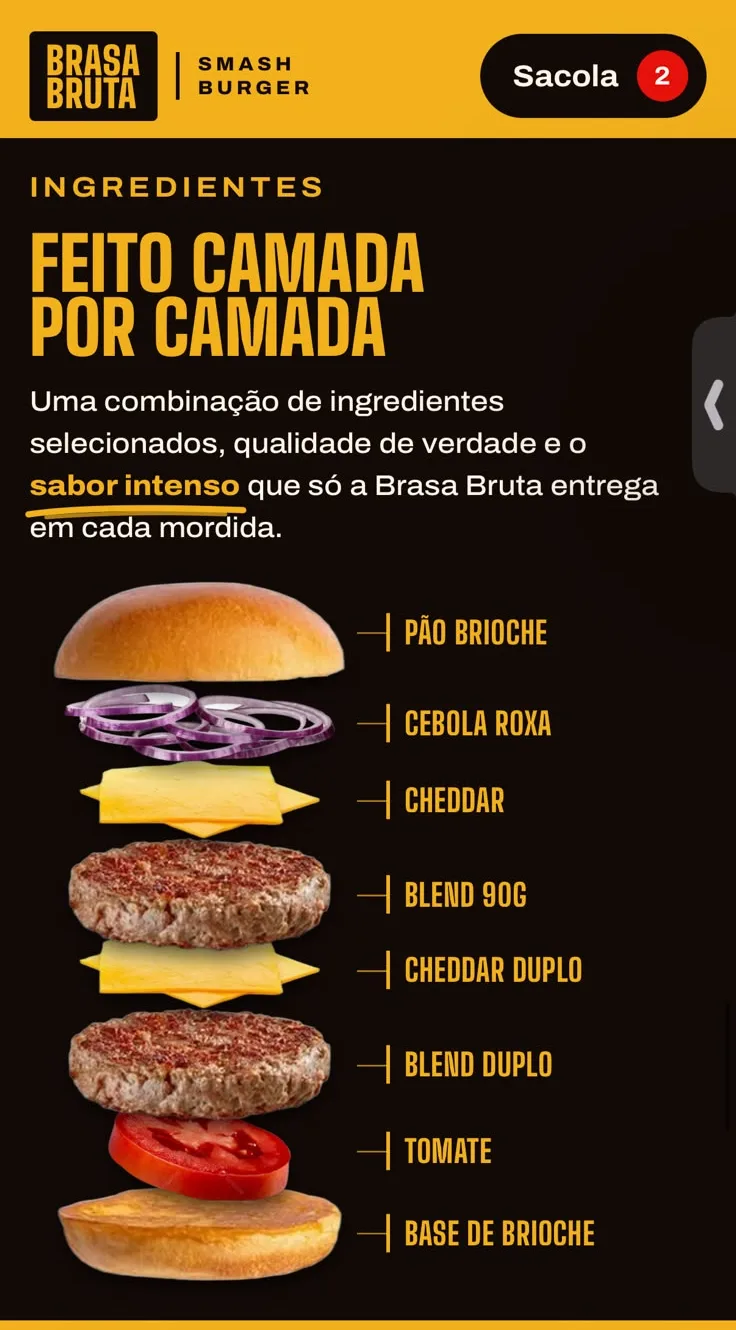 BRASA
BRUTA
SMASH
BURGER
Sacola 2
INGREDIENTES
FEITO CAMADA
POR CAMADA
Uma combinação de ingredientes
selecionados, qualidade de verdade e o
sabor intenso que só a Brasa Bruta entrega
em cada mordida.
PÃO BRIOCHE
CEBOLA ROXA
CHEDDAR
BLEND 90G
CHEDDAR DUPLO
BLEND DUPLO
TOMATE
BASE DE BRIOCHE